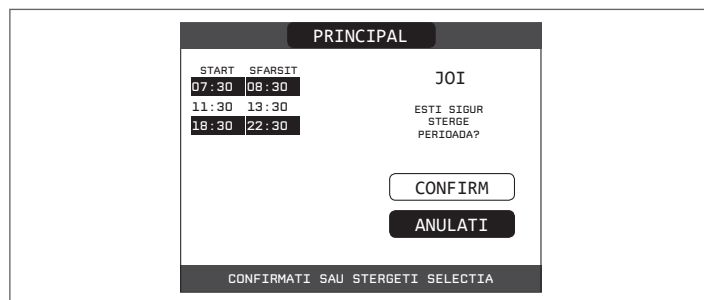 PRINCIPAL
START SFARSIT
07:30 08:30
11:30 13:30
18:30 22:30
JOI
ESTI SIGUR
STERGE
PERIOADA?
CONFIRM
ANULATI
CONFIRMATI SAU STERGETI SELECTIA